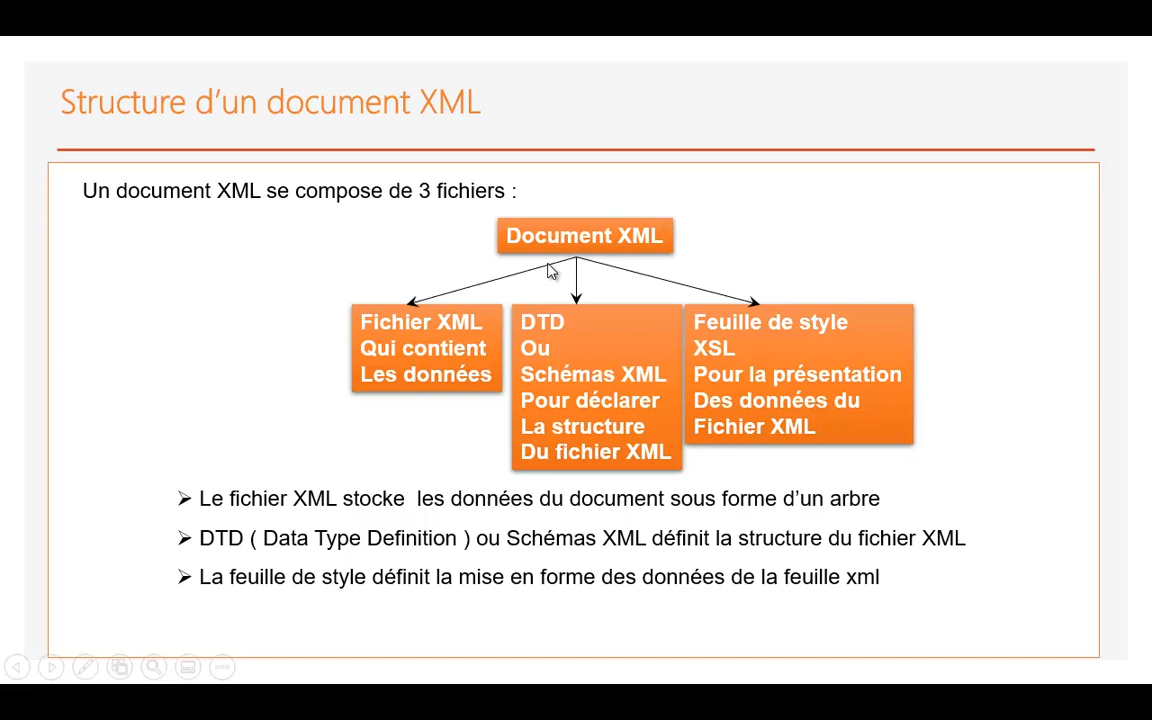 Structure d’un document XML
Un document XML se compose de 3 fichiers :
Document XML
Fichier XML
Qui contient
Les données
DTD
Ou
Schémas XML
Pour déclarer
La structure
Du fichier XML
Feuille de style
XSL
Pour la présentation
Des données du
Fichier XML
➢ Le fichier XML stocke  les données du document sous forme d’un arbre
➢ DTD ( Data Type Definition ) ou Schémas XML définit la structure du fichier XML
➢ La feuille de style définit la mise en forme des données de la feuille xml